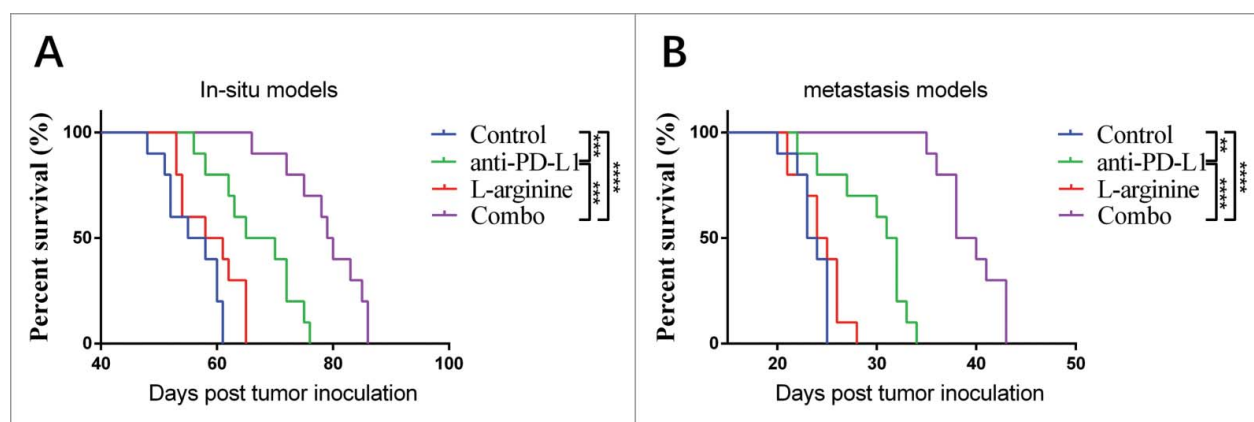 A
In-situ models
Percent survival (%)
100
50
0
40
60
80
100
Days post tumor inoculation
Control
anti-PD-L1
L-arginine
Combo
***
***
****
B
metastasis models
Percent survival (%)
100
50
0
20
30
40
50
Days post tumor inoculation
Control
anti-PD-L1
L-arginine
Combo
**
****
****